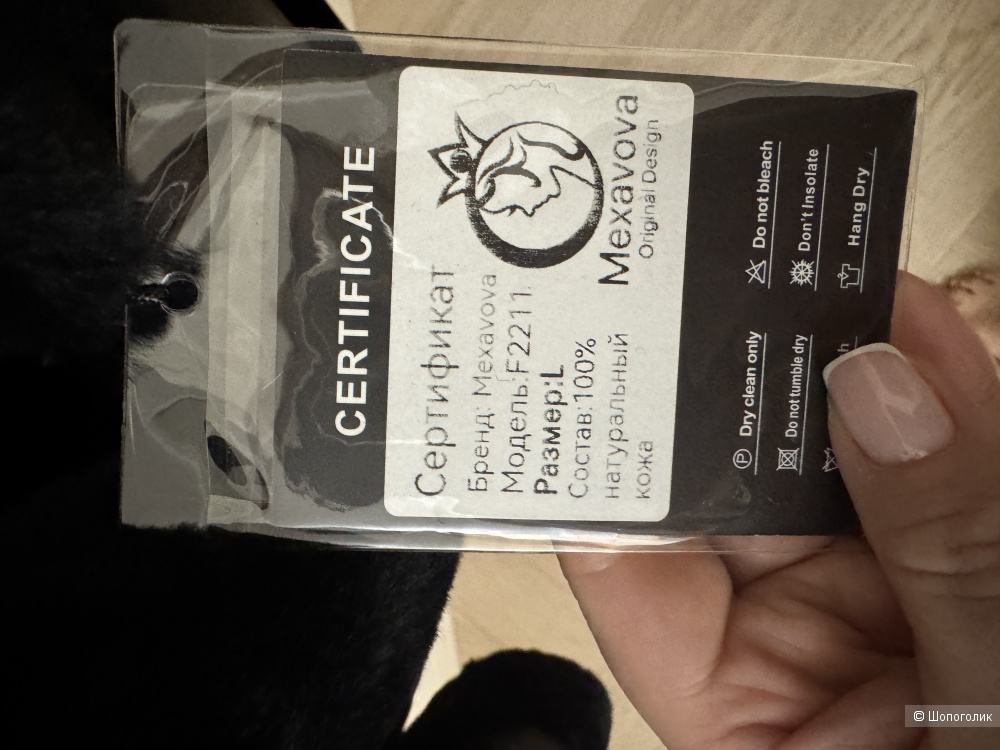 CERTIFICATE
Сертификат
Бренд: Mexavova
Модель:F2211
Размер:L
Состав:100%
натуральный
кожа
Mexavova
Original Design
P Dry clean only
Do not bleach
Do not tumble dry
Don't Insolate
Hang Dry
© Шопоголик